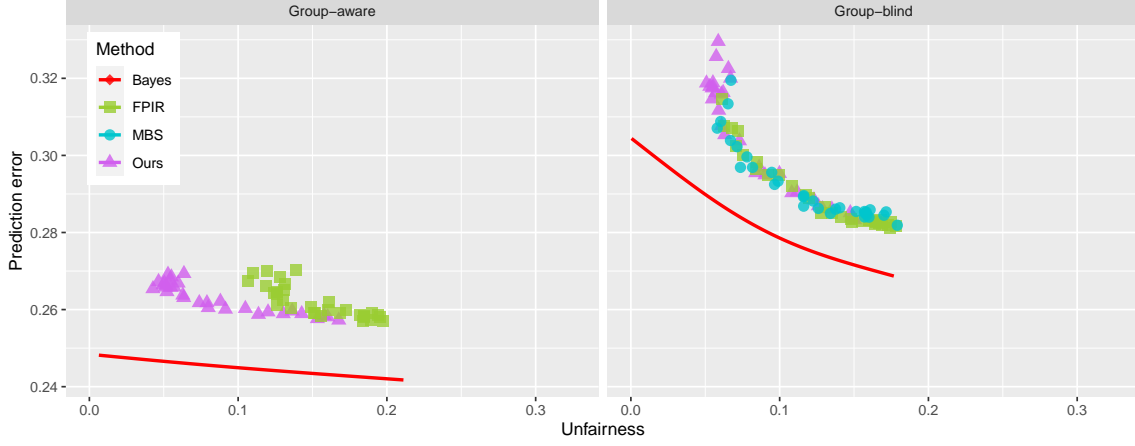 Group−aware
Group−blind
Prediction error
0.32
0.30
0.28
0.26
0.24
Method
Bayes
FPIR
MBS
Ours
0.0
0.1
0.2
0.3
0.0
0.1
0.2
0.3
Unfairness